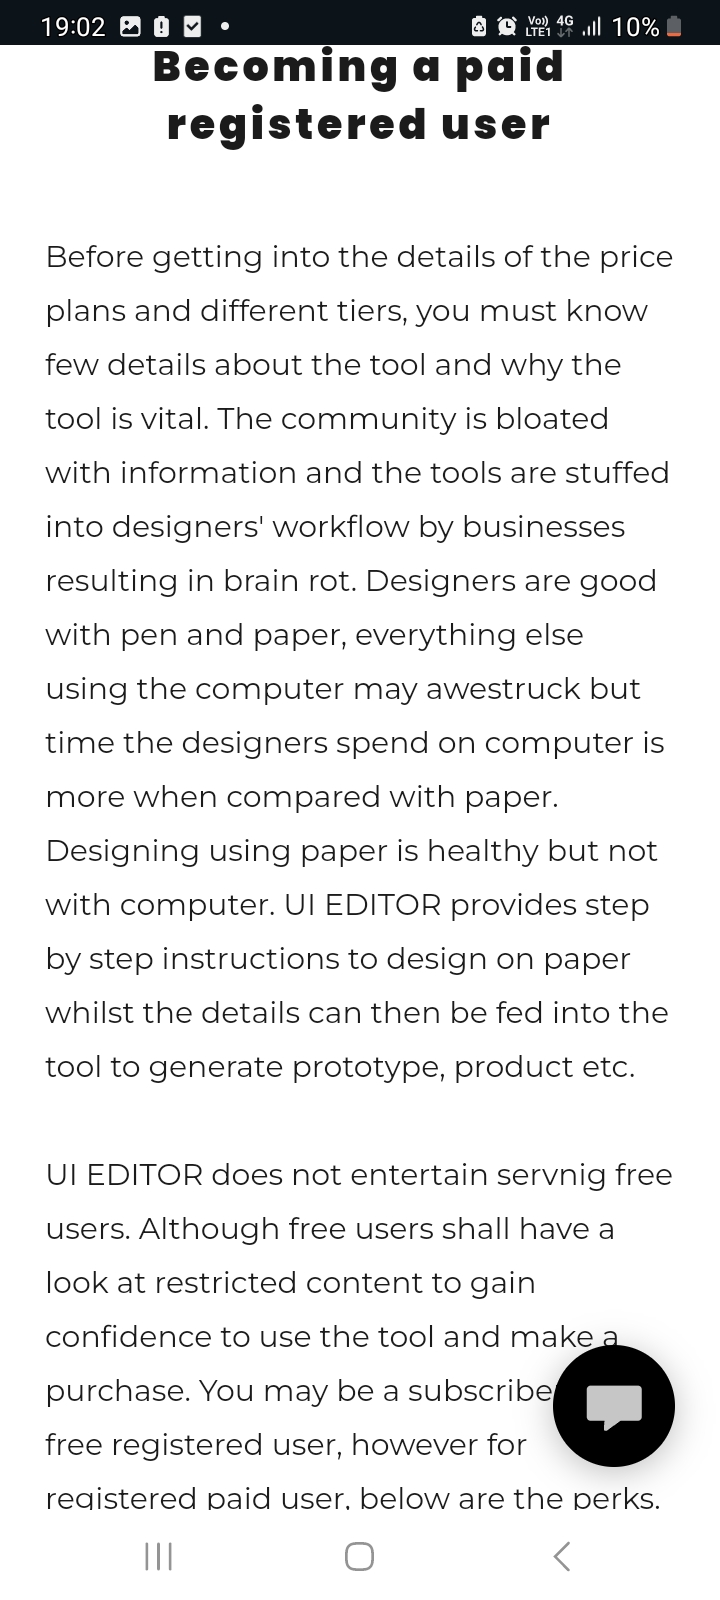 19:02
Vo)) LTE1 4G 10%
Becoming a paid
registered user
Before getting into the details of the price
plans and different tiers, you must know
few details about the tool and why the
tool is vital. The community is bloated
with information and the tools are stuffed
into designers' workflow by businesses
resulting in brain rot. Designers are good
with pen and paper, everything else
using the computer may awestruck but
time the designers spend on computer is
more when compared with paper.
Designing using paper is healthy but not
with computer. UI EDITOR provides step
by step instructions to design on paper
whilst the details can then be fed into the
tool to generate prototype, product etc.
UI EDITOR does not entertain servnig free
users. Although free users shall have a
look at restricted content to gain
confidence to use the tool and make a
purchase. You may be a subscribe
free registered user, however for
registered paid user, below are the perks.